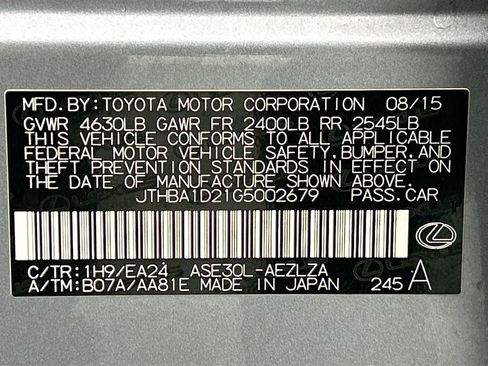 MFD. BY: TOYOTA MOTOR CORPORATION 08/15
GVWR 4630LB GAWR FR 2400LB RR 2545LB
THIS VEHICLE CONFORMS TO ALL APPLICABLE
FEDERAL MOTOR VEHICLE SAFETY, BUMPER, AND
THEFT PREVENTION STANDARDS IN EFFECT ON
THE DATE OF MANUFACTURE SHOWN ABOVE.
JTHBA1D21G5002679 PASS.CAR
C/TR: 1H9/EA24 ASE30L-AEZLZA
A/TM: B07A/AA81E MADE IN JAPAN 245 A